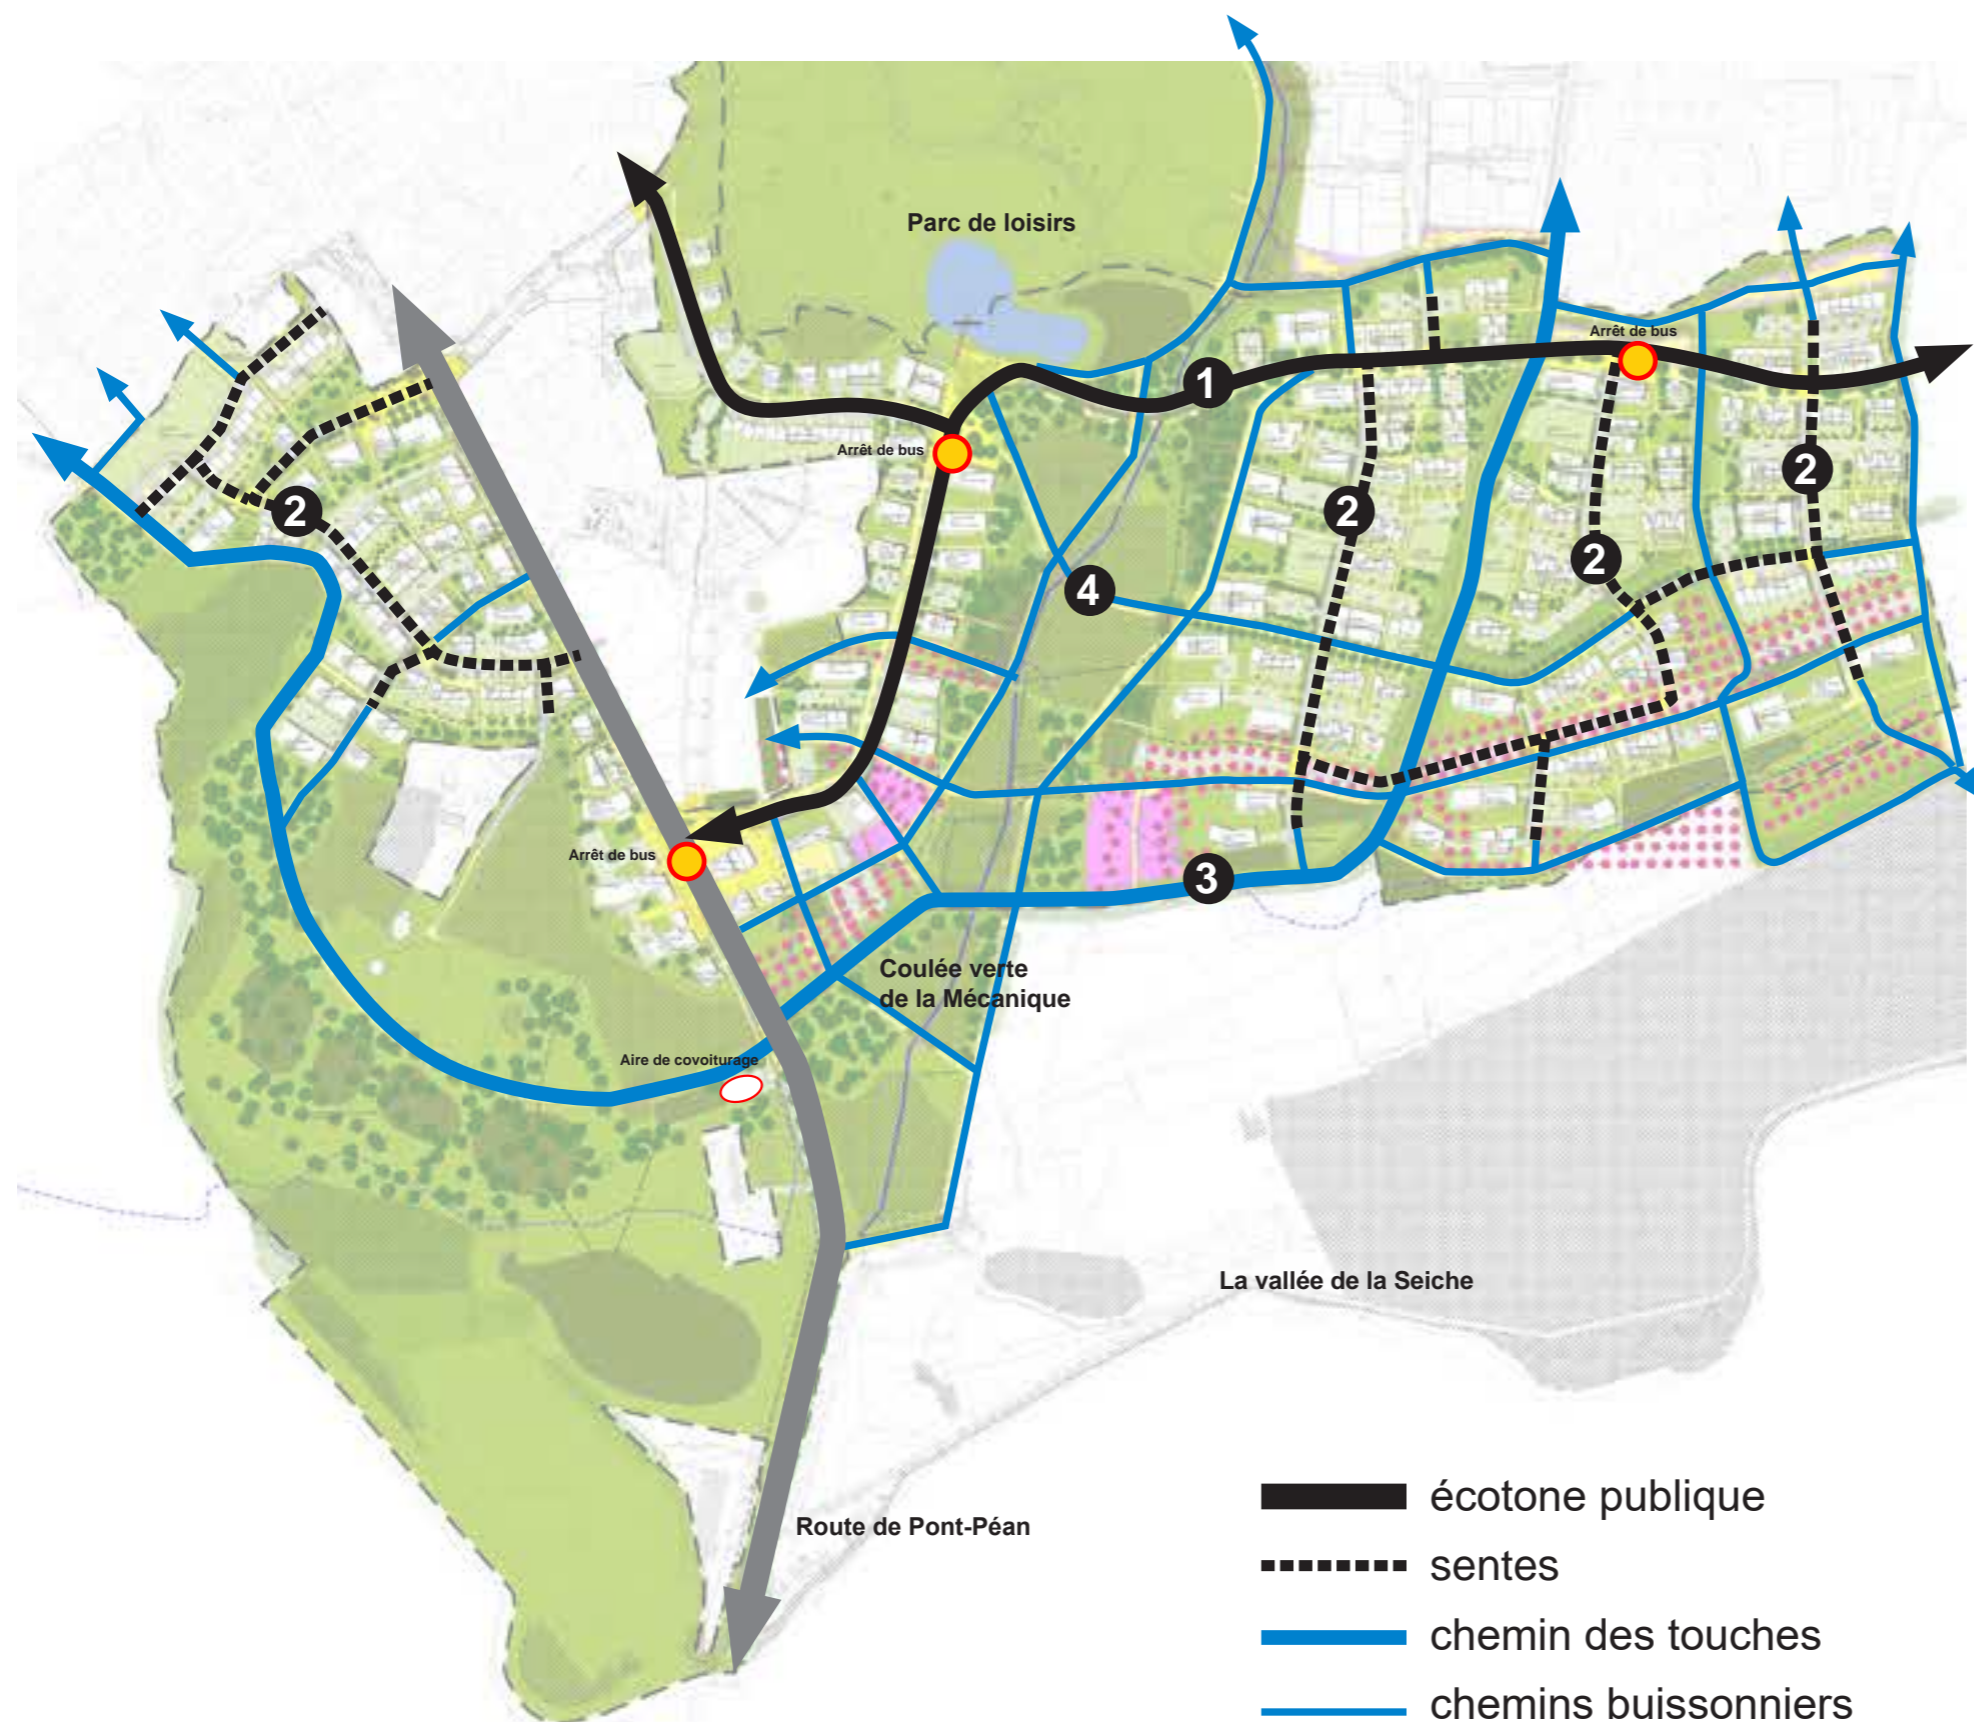 Parc de loisirs
Arrêt de bus
1
Arrêt de bus
2
2
2
2
4
Arrêt de bus
3
Coulée verte
de la Mécanique
Aire de covoiturage
La vallée de la Seiche
Route de Pont-Péan
écotone publique
sentes
chemin des touches
chemins buissonniers